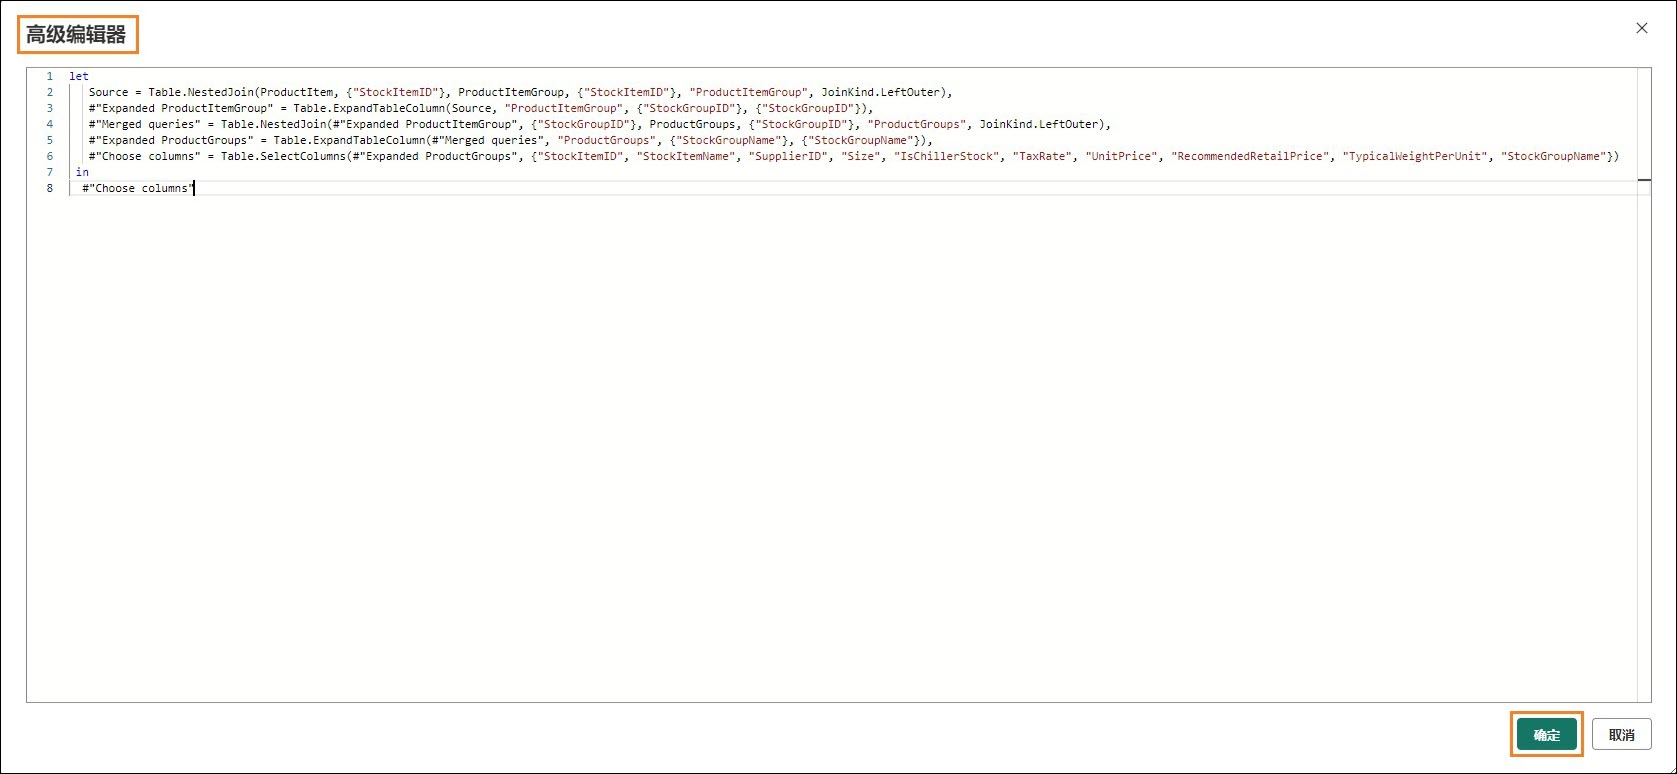 高级编辑器
1 let
2 Source = Table.NestedJoin(ProductItem, {"StockItemID"}, ProductItemGroup, {"StockItemID"}, "ProductItemGroup", JoinKind.LeftOuter),
3 #"Expanded ProductItemGroup" = Table.ExpandTableColumn(Source, "ProductItemGroup", {"StockGroupID"}, {"StockGroupID"}),
4 #"Merged queries" = Table.NestedJoin(#"Expanded ProductItemGroup", {"StockGroupID"}, ProductGroups, {"StockGroupID"}, "ProductGroups", JoinKind.LeftOuter),
5 #"Expanded ProductGroups" = Table.ExpandTableColumn(#"Merged queries", "ProductGroups", {"StockGroupName"}, {"StockGroupName"}),
6 #"Choose columns" = Table.SelectColumns(#"Expanded ProductGroups", {"StockItemID", "StockItemName", "SupplierID", "Size", "IsChillerStock", "TaxRate", "UnitPrice", "RecommendedRetailPrice", "TypicalWeightPerUnit", "StockGroupName"})
7 in
8 #"Choose columns"
确定 取消